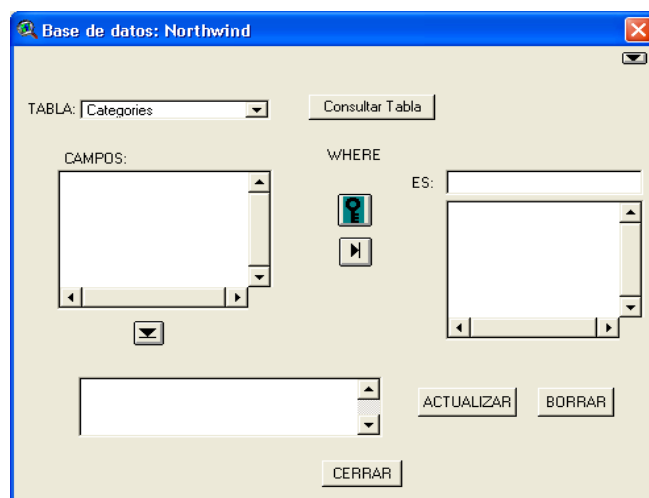 Base de datos: Northwind
TABLA: Categories
Consultar Tabla
CAMPOS:
WHERE
ES:
ACTUALIZAR
BORRAR
CERRAR